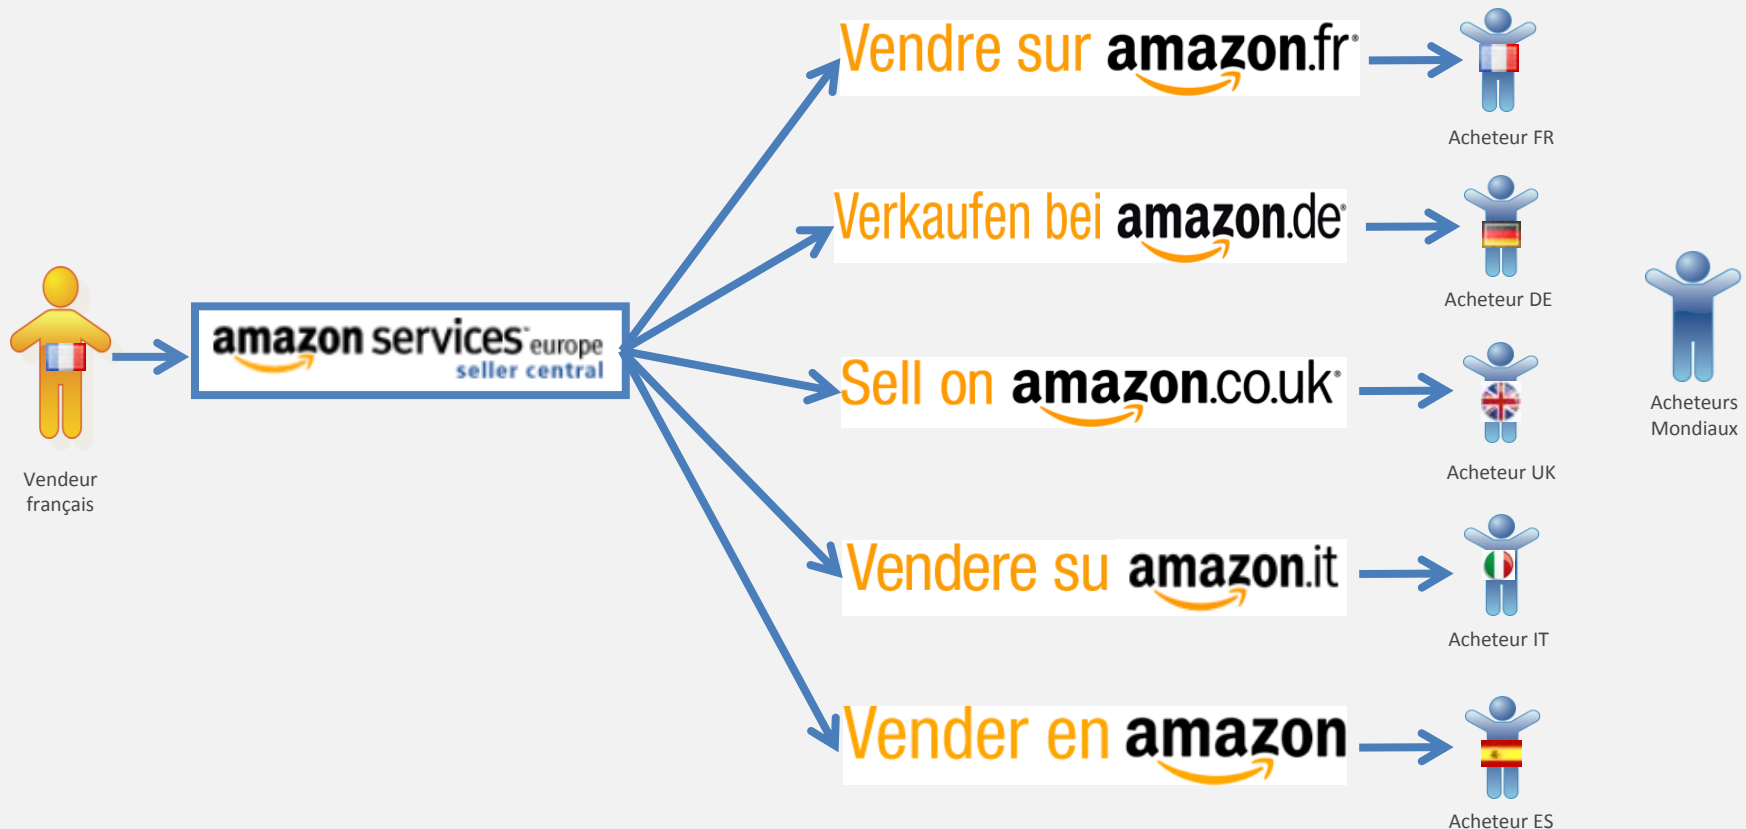 Vendre sur amazon.fr
Acheteur FR
Verkaufen bei amazon.de
Acheteur DE
amazon services europe
seller central
Vendeur
français
Sell on amazon.co.uk
Acheteur UK
Acheteurs
Mondiaux
Vendere su amazon.it
Acheteur IT
Vender en amazon
Acheteur ES